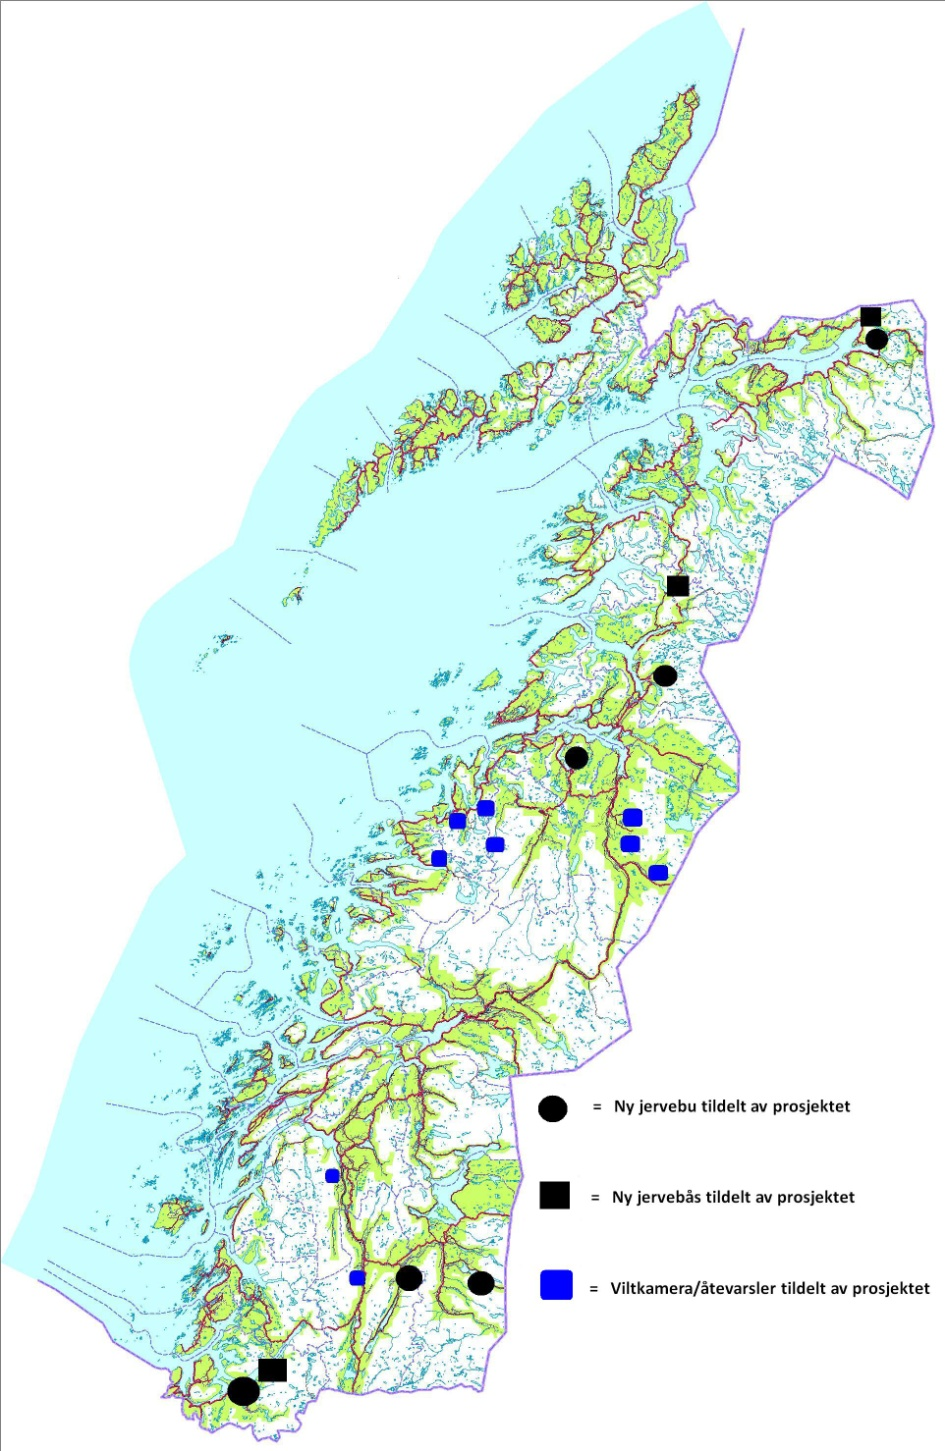 = Ny jervebu tildelt av prosjektet
= Ny jervebås tildelt av prosjektet
= Viltkamera/åtevarsler tildelt av prosjektet